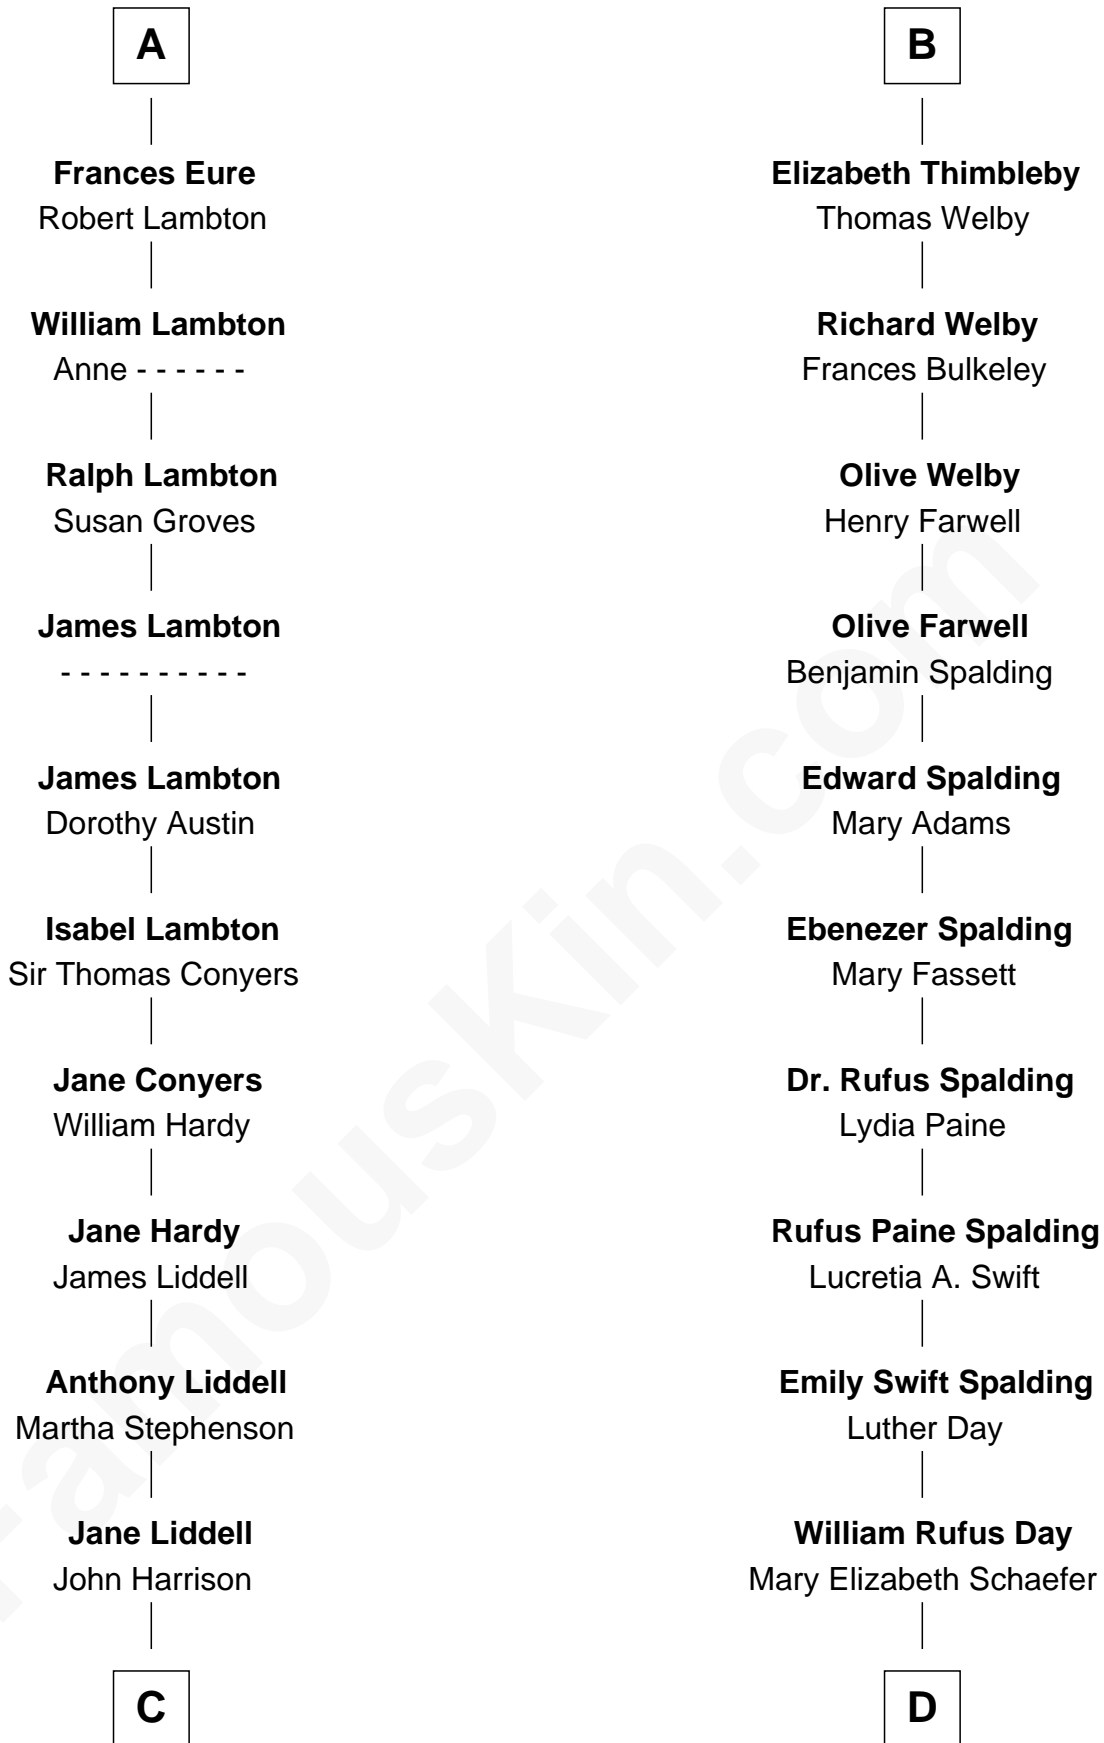 A
Frances Eure
Robert Lambton
William Lambton
Anne - - - - - -
Ralph Lambton
Susan Groves
James Lambton
- - - - - - - - - -
James Lambton
Dorothy Austin
Isabel Lambton
Sir Thomas Conyers
Jane Conyers
William Hardy
Jane Hardy
James Liddell
Anthony Liddell
Martha Stephenson
Jane Liddell
John Harrison
C
B
Elizabeth Thimbleby
Thomas Welby
Richard Welby
Frances Bulkeley
Olive Welby
Henry Farwell
Olive Farwell
Benjamin Spalding
Edward Spalding
Mary Adams
Ebenezer Spalding
Mary Fassett
Dr. Rufus Spalding
Lydia Paine
Rufus Paine Spalding
Lucretia A. Swift
Emily Swift Spalding
Luther Day
William Rufus Day
Mary Elizabeth Schaefer
D
FamousKin.com